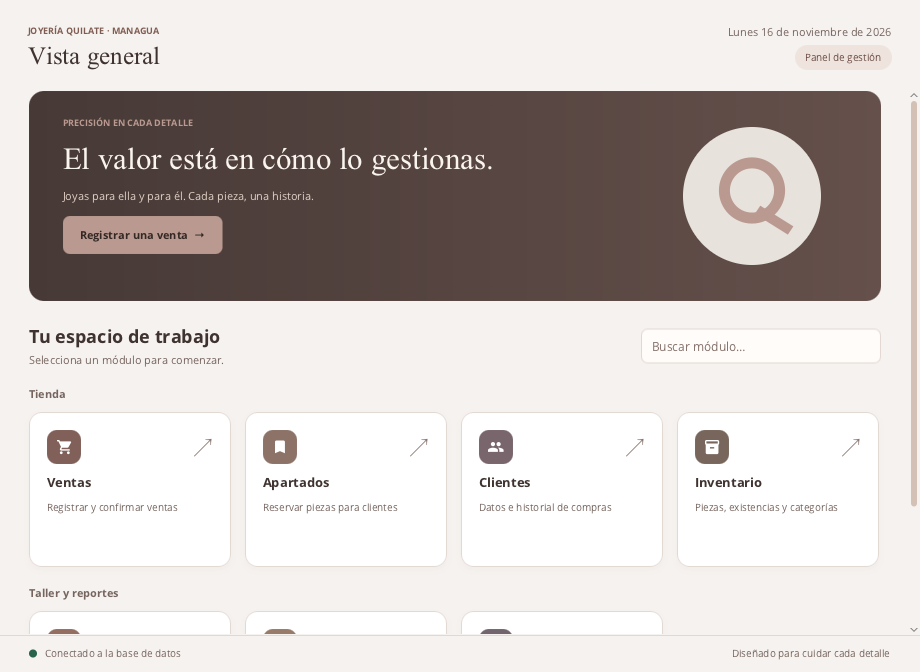 JOYERÍA QUILATE · MANAGUA
Vista general
Lunes 16 de noviembre de 2026
Panel de gestión
PRECISIÓN EN CADA DETALLE
El valor está en cómo lo gestionas.
Joyas para ella y para él. Cada pieza, una historia.
Registrar una venta →
Q
Tu espacio de trabajo
Selecciona un módulo para comenzar.
Buscar módulo...
Tienda
Ventas
Registrar y confirmar ventas
Apartados
Reservar piezas para clientes
Clientes
Datos e historial de compras
Inventario
Piezas, existencias y categorías
Taller y reportes
Conectado a la base de datos
Diseñado para cuidar cada detalle